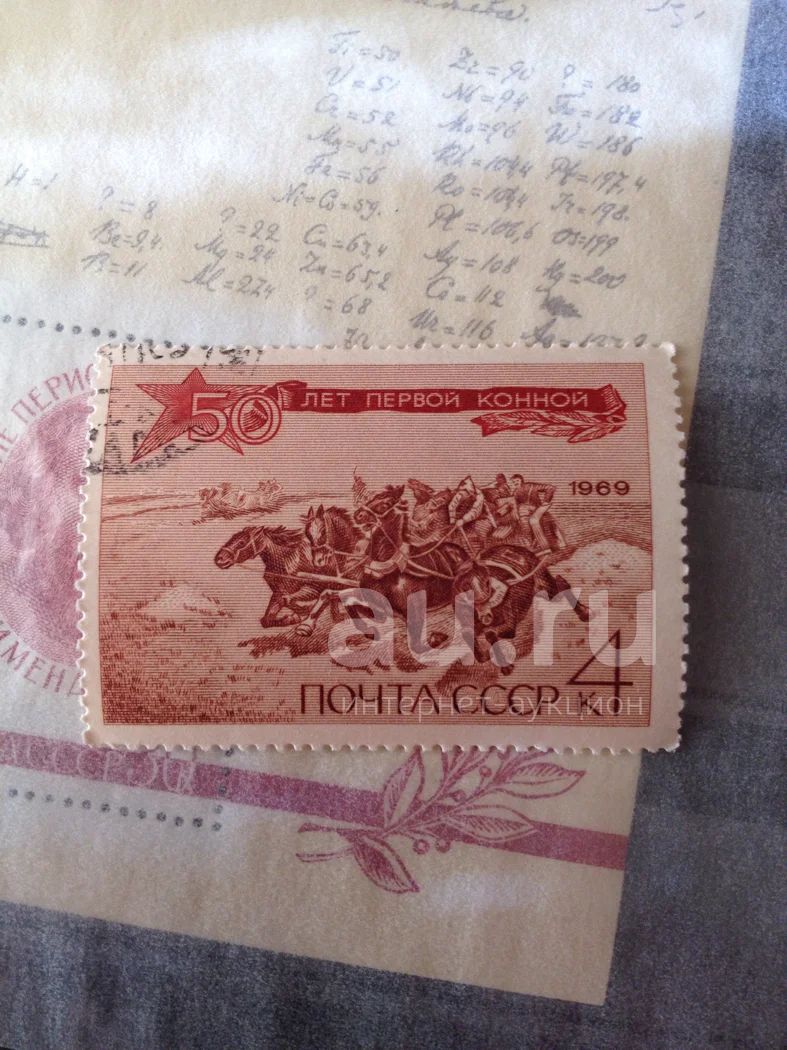 Ti=50 Zr=90 ?=180
V=51 Nb=94 Ta=182
Cr=52 Mo=96 W=186
Mn=55 Rh=104,4 Pt=197,4
Fe=56 Ro=104,4 Ir=198.
H=1 Ni=Co=59. Pl=106,6 Os=199
?=8 ?=22 Cu=63,4 Ag=108 Hg=200
Be=9,4 Mg=24 Zn=65,2 Cd=112
B=11 Al=27,4 ?=68 Ur=116
50 ЛЕТ ПЕРВОЙ КОННОЙ
1969
au.ru
интернет-аукцион
ПОЧТА СССР К4